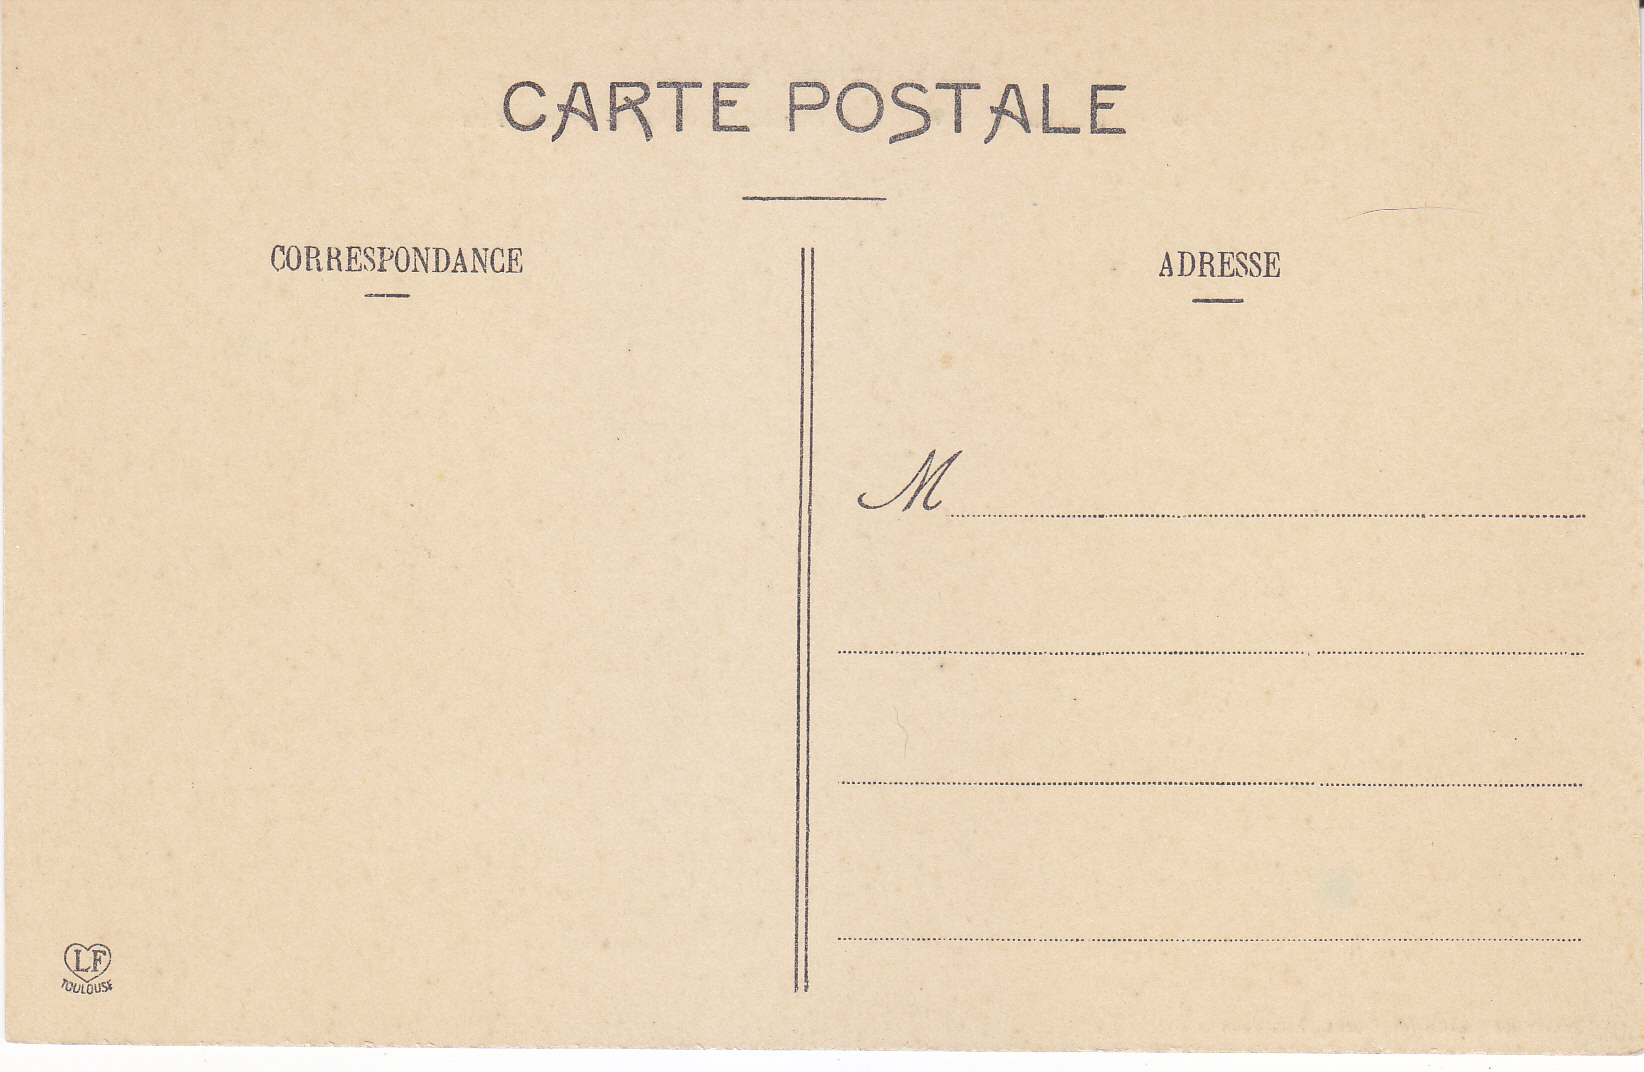 CARTE POSTALE
CORRESPONDANCE
ADRESSE
M
LF
TOULOUSE